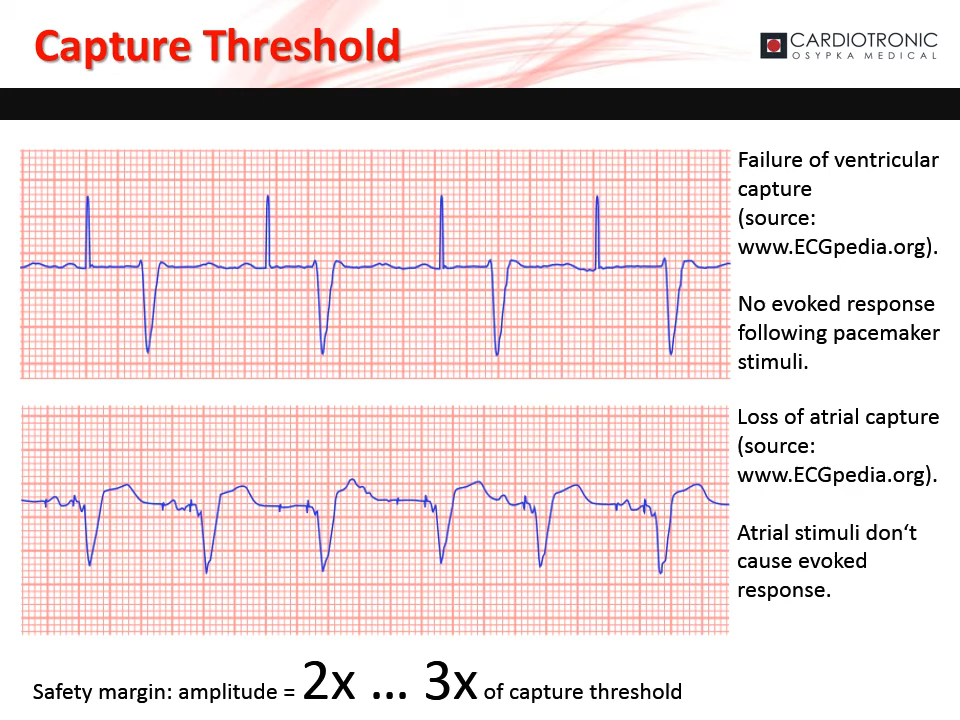 Capture Threshold
CARDIOTRONIC
OSYPKA MEDICAL
Failure of ventricular
capture
(source:
www.ECGpedia.org).
No evoked response
following pacemaker
stimuli.
Loss of atrial capture
(source:
www.ECGpedia.org).
Atrial stimuli don‘t
cause evoked
response.
Safety margin: amplitude = 2x ... 3x of capture threshold